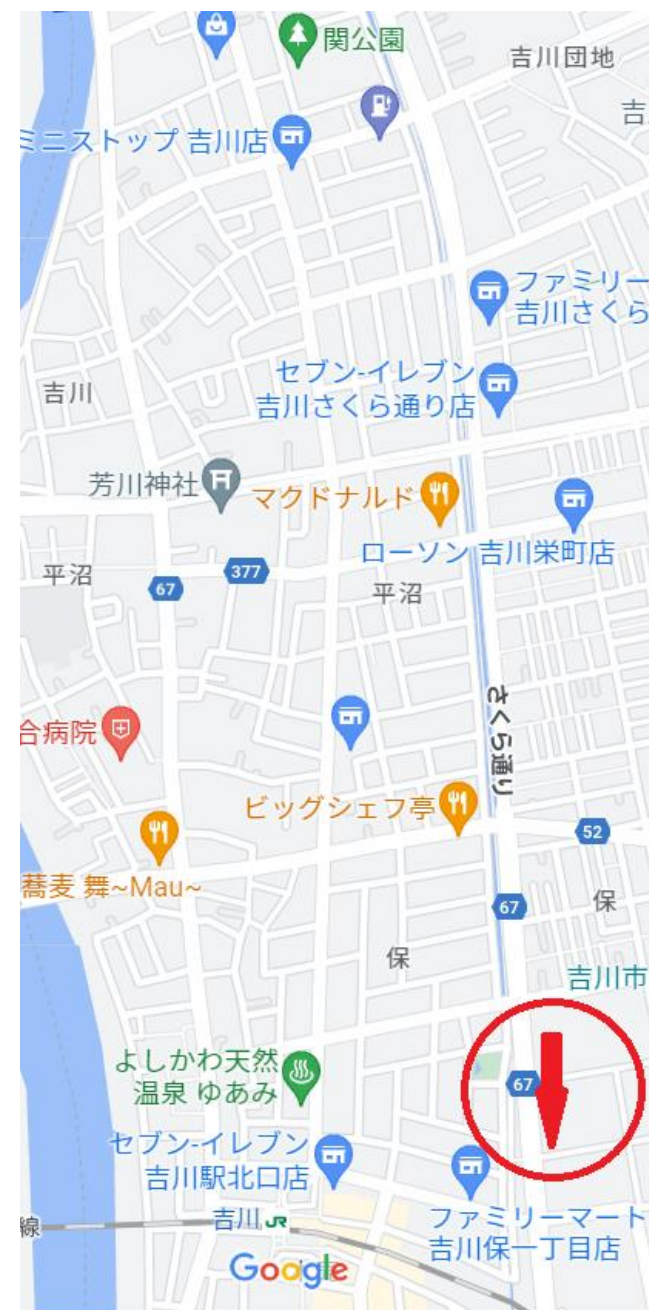 関公園
吉川団地
吉
ミニストップ 吉川店
ファミリー
吉川さくら
セブン-イレブン
吉川さくら通り店
吉川
芳川神社
マクドナルド
ローソン 吉川栄町店
平沼
377
67
平沼
さくら通り
合病院
ビッグシェフ亭
52
蕎麦 舞~Mau~
67
保
保
吉川市
よしかわ天然
温泉 ゆあみ
67
セブン-イレブン
吉川駅北口店
線
吉川
JR
ファミリーマート
吉川保一丁目店
Google